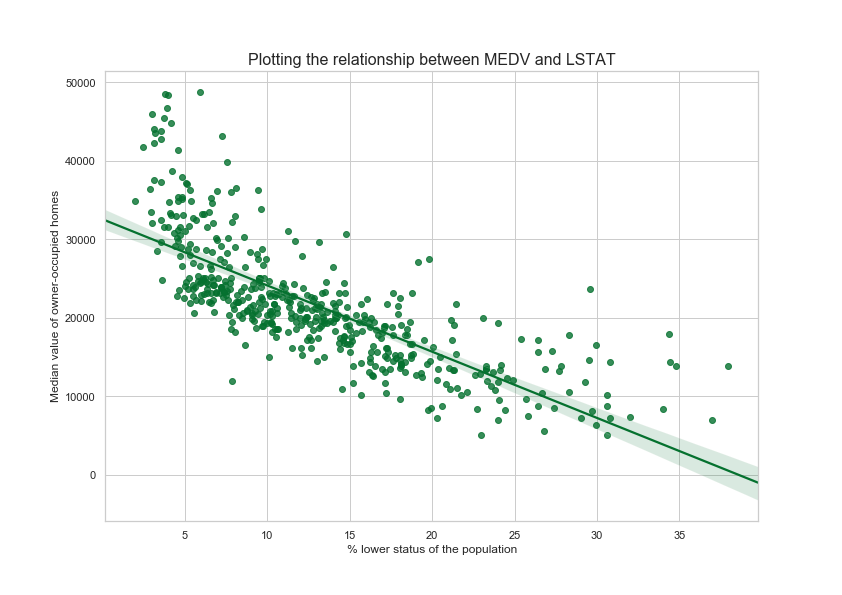 Plotting the relationship between MEDV and LSTAT
50000
40000
30000
20000
10000
0
Median value of owner-occupied homes
5 10 15 20 25 30 35
% lower status of the population